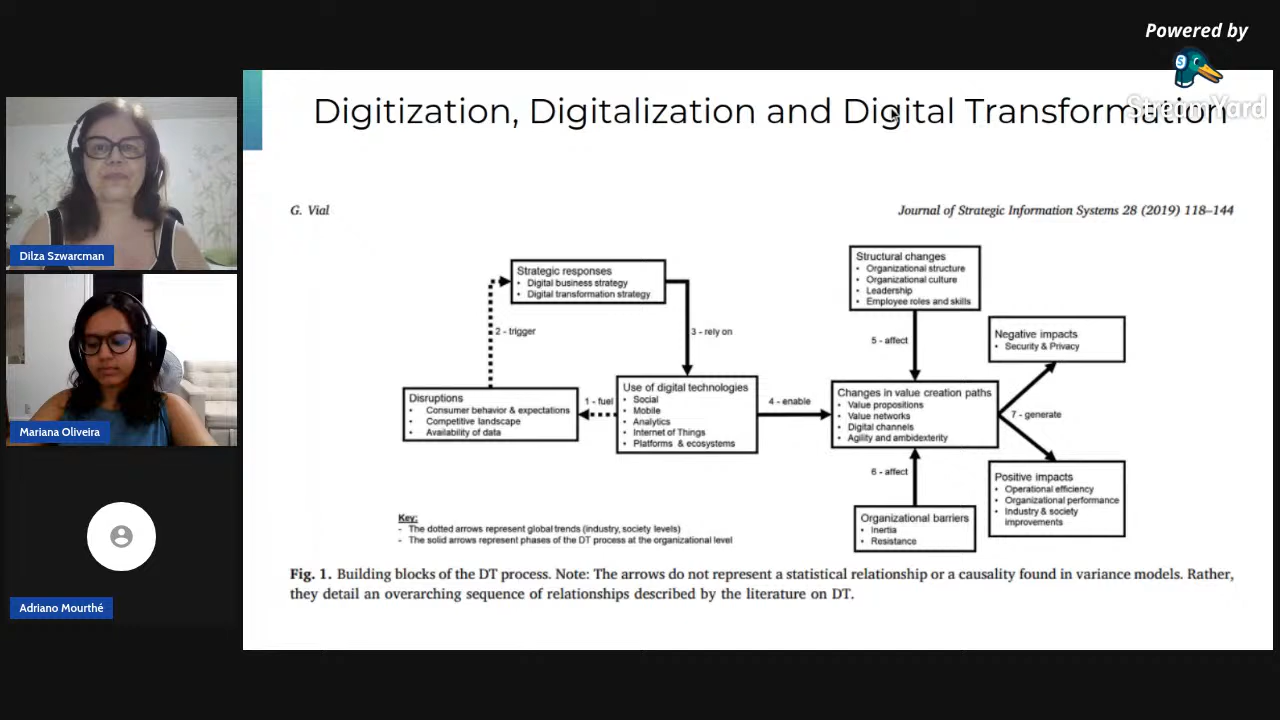 Powered by
StreamYard
Digitization, Digitalization and Digital Transformation
Dilza Szwarcman
Mariana Oliveira
Adriano Mourthé
G. Vial
Journal of Strategic Information Systems 28 (2019) 118–144
Strategic responses
• Digital business strategy
• Digital transformation strategy
2 - trigger
3 - rely on
Disruptions
• Consumer behavior & expectations
• Competitive landscape
• Availability of data
1 - fuel
Use of digital technologies
• Social
• Mobile
• Analytics
• Internet of Things
• Platforms & ecosystems
4 - enable
Structural changes
• Organizational structure
• Organizational culture
• Leadership
• Employee roles and skills
5 - affect
Changes in value creation paths
• Value propositions
• Value networks
• Digital channels
• Agility and ambidexterity
6 - affect
Organizational barriers
• Inertia
• Resistance
7 - generate
Negative impacts
• Security & Privacy
Positive impacts
• Operational efficiency
• Organizational performance
• Industry & society
improvements
Key:
- The dotted arrows represent global trends (industry, society levels)
- The solid arrows represent phases of the DT process at the organizational level
Fig. 1. Building blocks of the DT process. Note: The arrows do not represent a statistical relationship or a causality found in variance models. Rather,
they detail an overarching sequence of relationships described by the literature on DT.